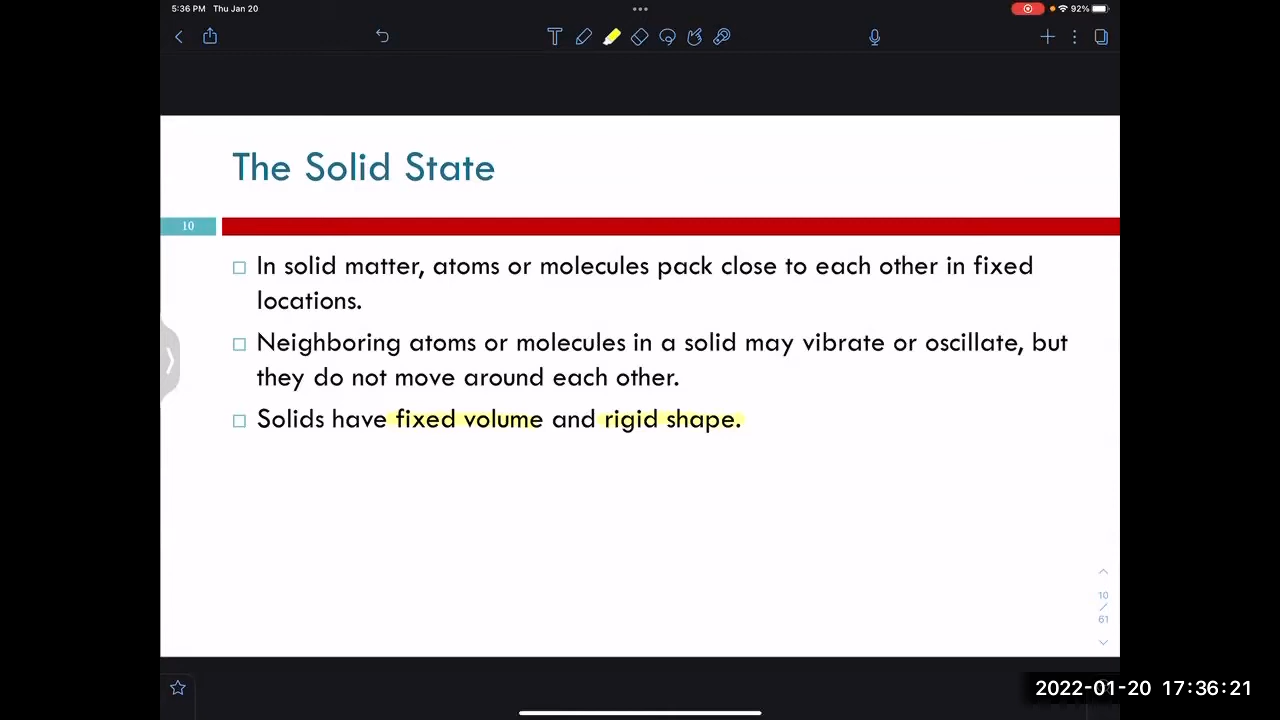 5:36 PM Thu Jan 20
92%
The Solid State
10
In solid matter, atoms or molecules pack close to each other in fixed
locations.
Neighboring atoms or molecules in a solid may vibrate or oscillate, but
they do not move around each other.
Solids have fixed volume and rigid shape.
10
/
61
2022-01-20 17:36:21